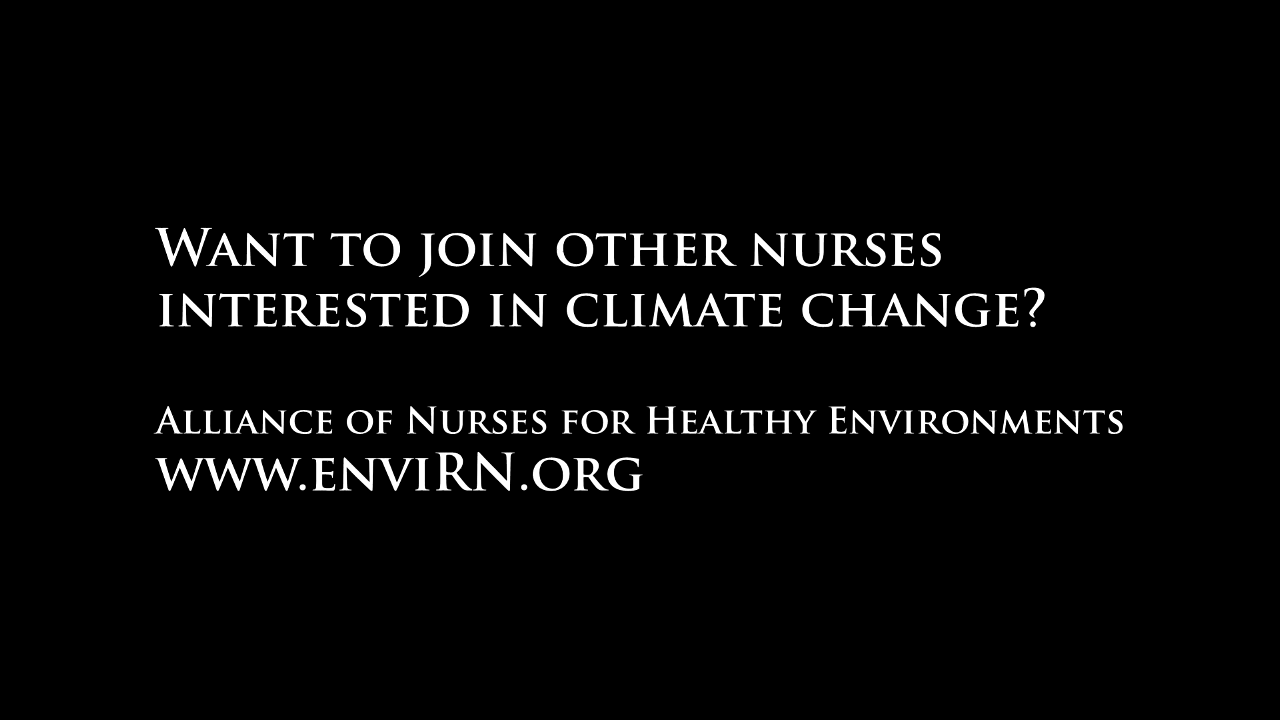 Want to join other nurses
interested in climate change?
Alliance of Nurses for Healthy Environments
www.enviRN.org